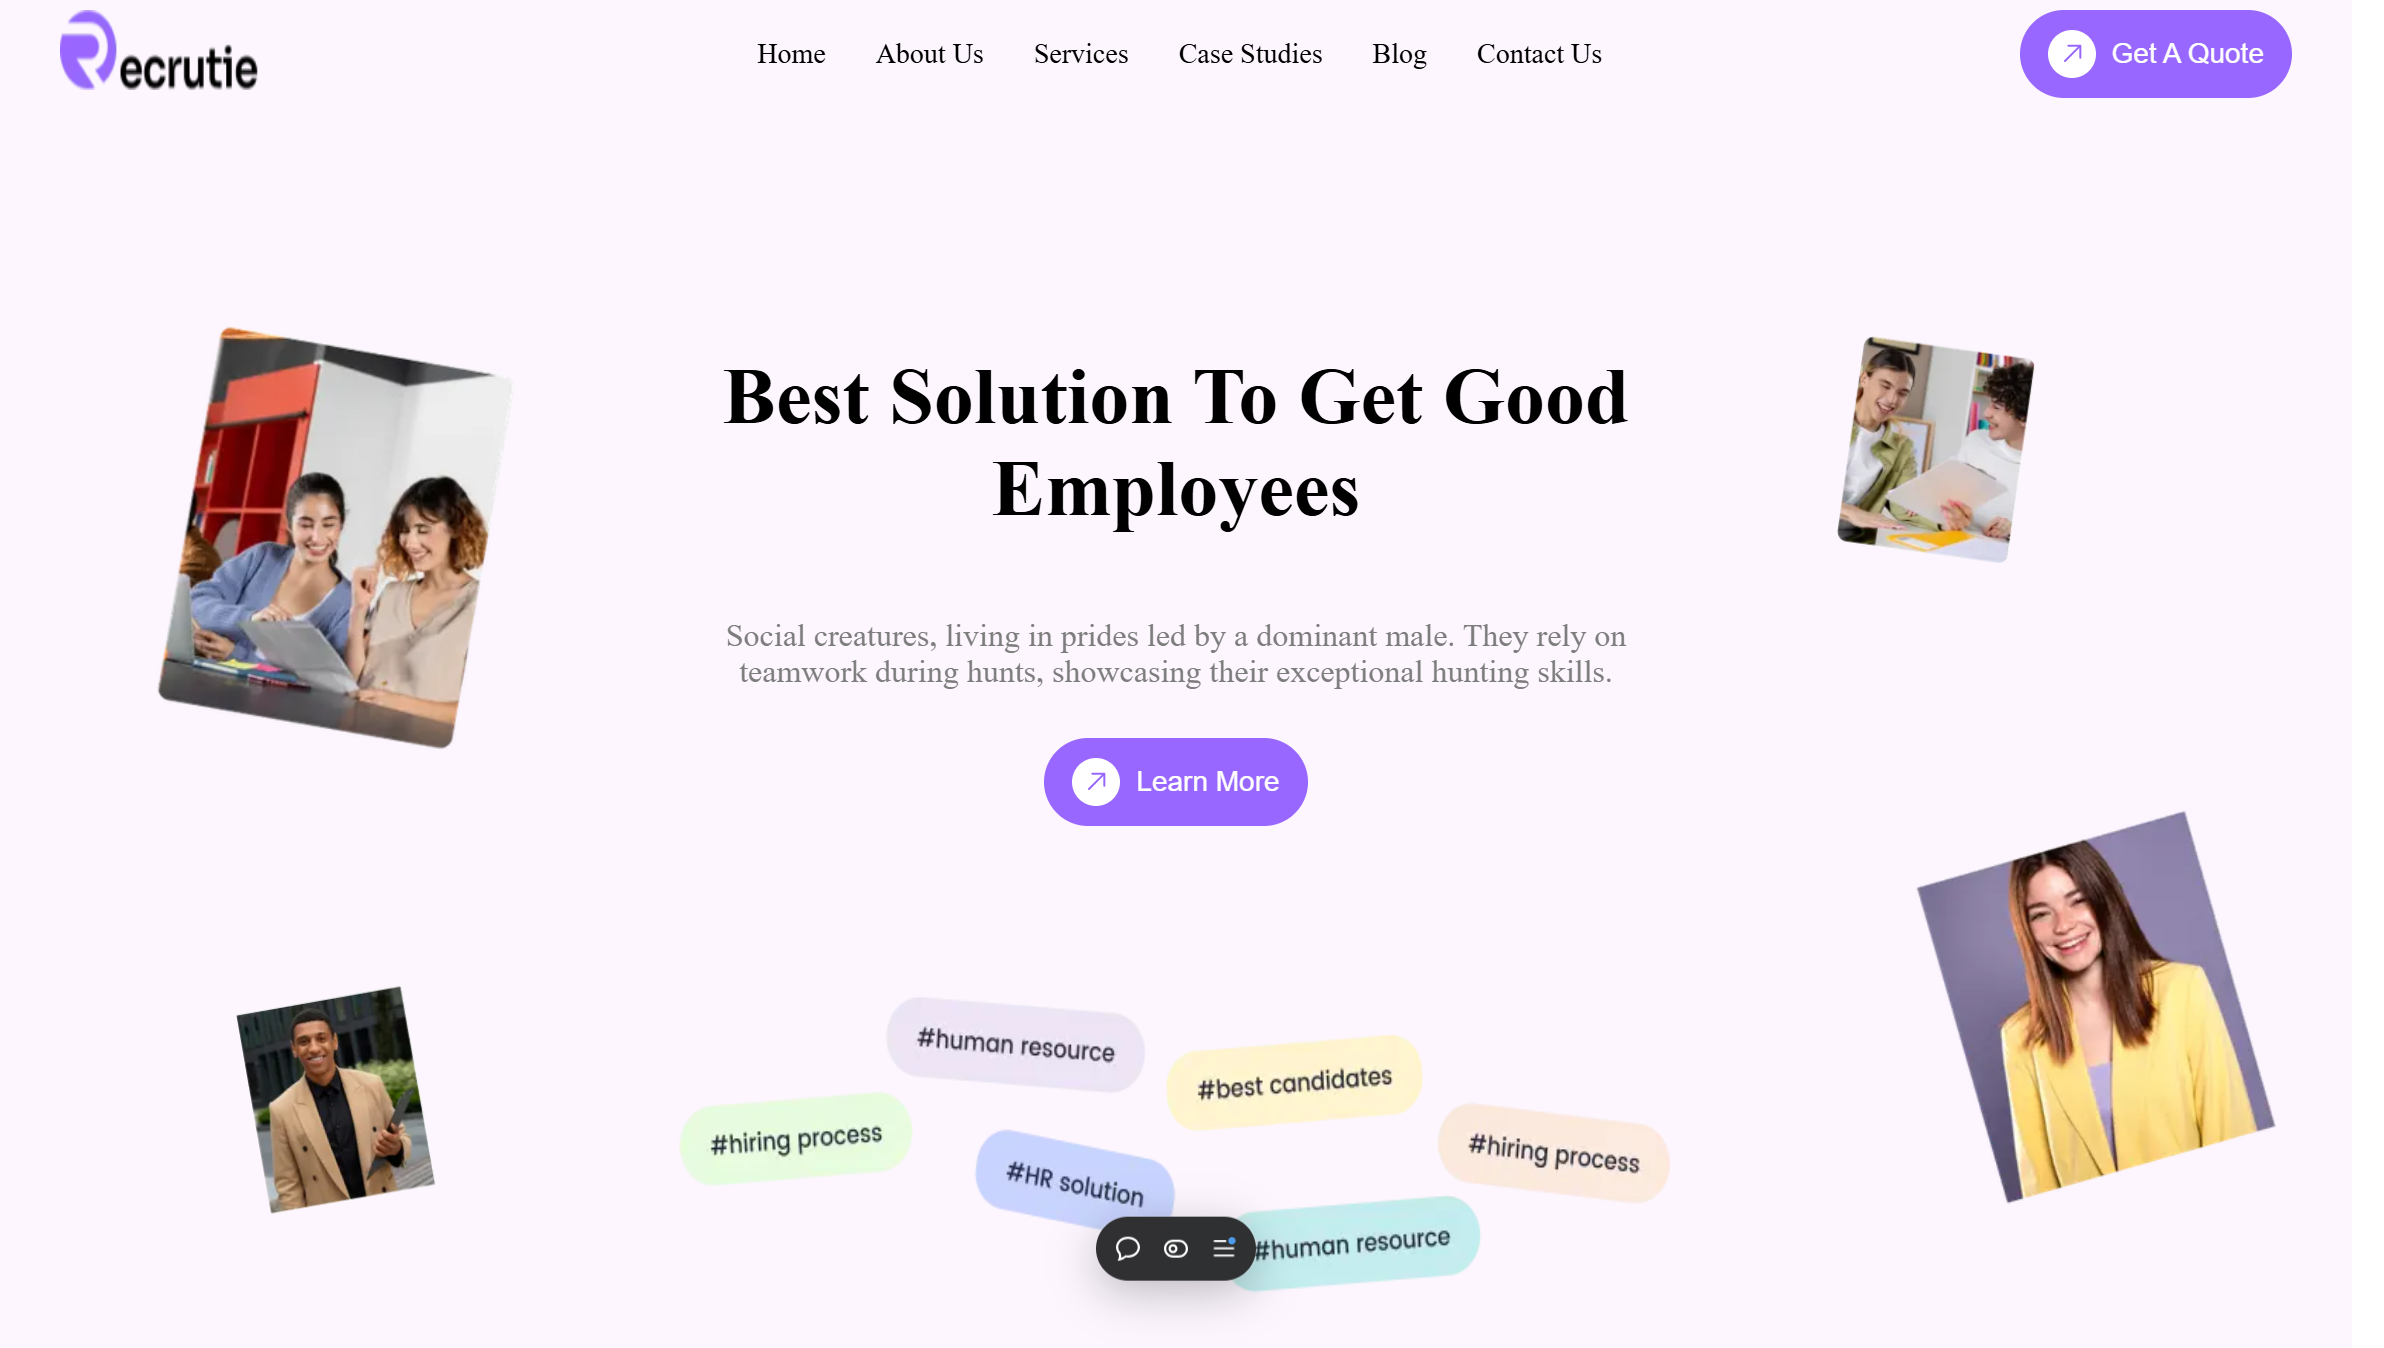 Recrutie
Home About Us Services Case Studies Blog Contact Us
Get A Quote
Best Solution To Get Good
Employees
Social creatures, living in prides led by a dominant male. They rely on
teamwork during hunts, showcasing their exceptional hunting skills.
Learn More
#human resource
#best candidates
#hiring process
#hiring process
#HR solution
#human resource